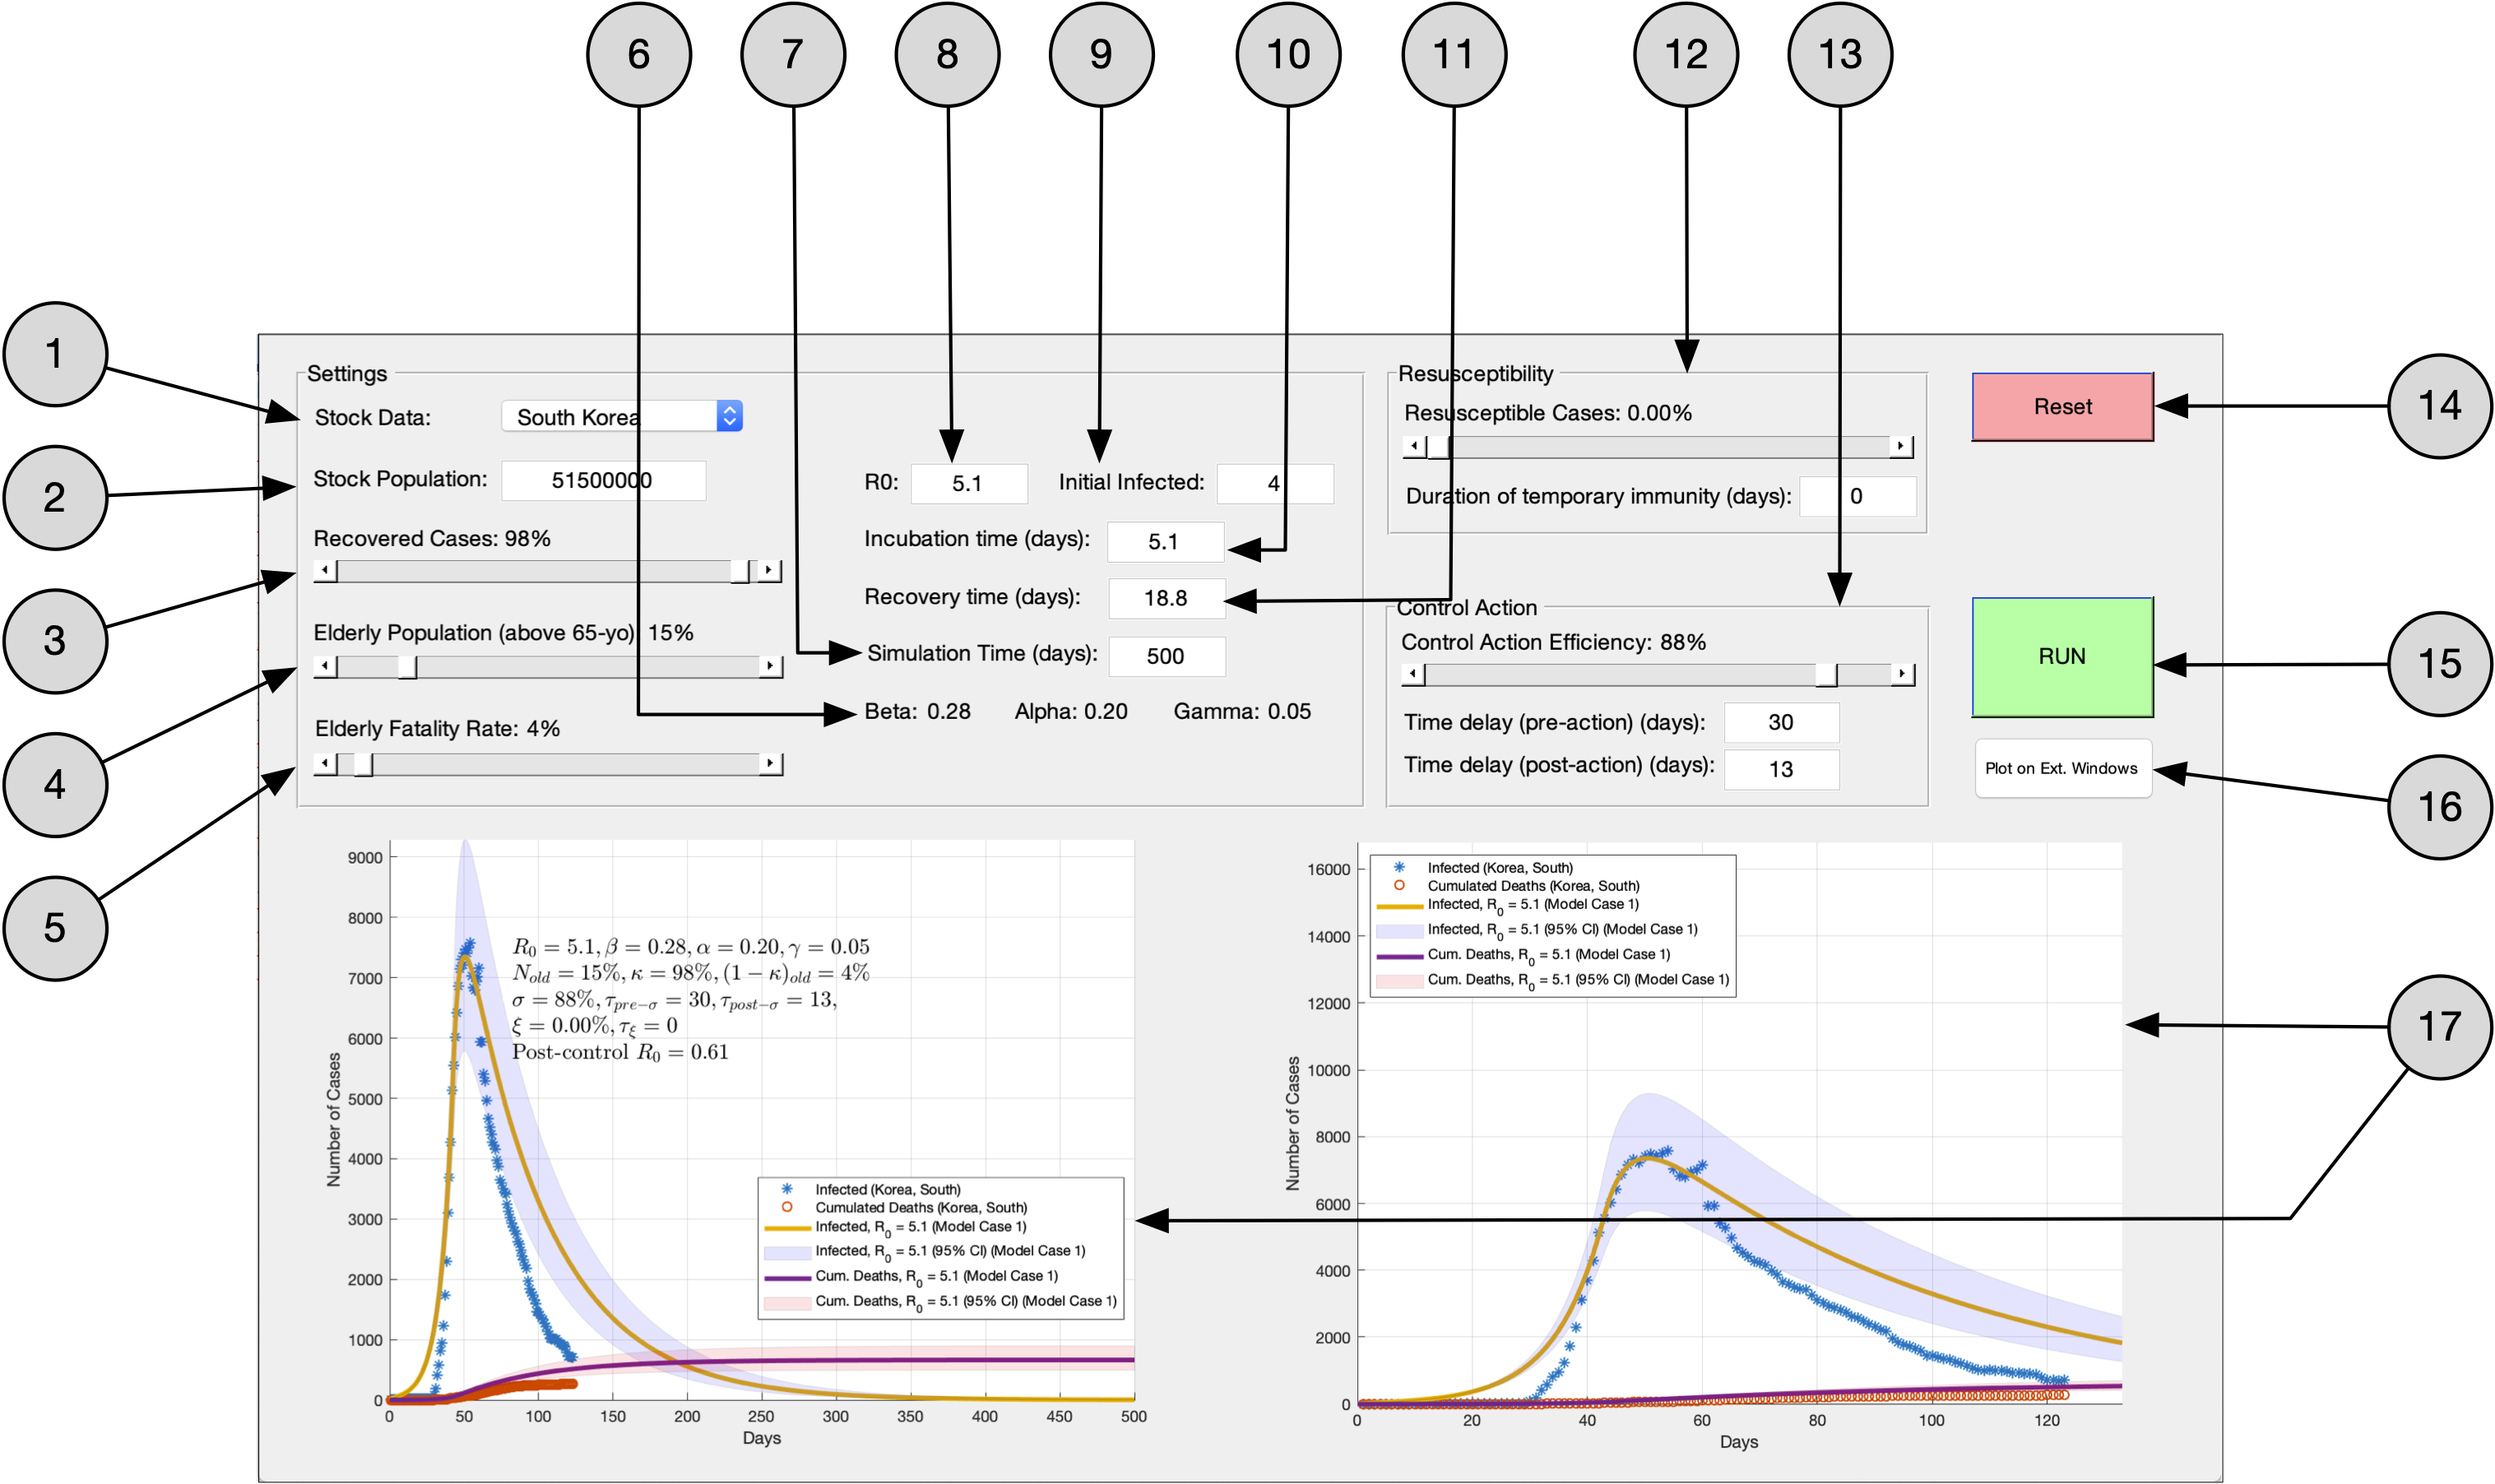 6 7 8 9 10 11 12 13
1
2
3
4
5
14
15
16
17
Settings
Stock Data: South Korea
Stock Population: 51500000
Recovered Cases: 98%
Elderly Population (above 65-yo) 15%
Elderly Fatality Rate: 4%
R0: 5.1 Initial Infected: 4
Incubation time (days): 5.1
Recovery time (days): 18.8
Simulation Time (days): 500
Beta: 0.28 Alpha: 0.20 Gamma: 0.05
Resusceptibility
Resusceptible Cases: 0.00%
Duration of temporary immunity (days): 0
Control Action
Control Action Efficiency: 88%
Time delay (pre-action) (days): 30
Time delay (post-action) (days): 13
Reset
RUN
Plot on Ext. Windows
9000
8000
7000
6000
5000
4000
3000
2000
1000
0
Number of Cases
R₀ = 5.1, β = 0.28, α = 0.20, γ = 0.05
N_old = 15%, κ = 98%, (1 − κ)_old = 4%
σ = 88%, τ_pre−σ = 30, τ_post−σ = 13,
ξ = 0.00%, τ_ξ = 0
Post-control R₀ = 0.61
Infected (Korea, South)
Cumulated Deaths (Korea, South)
Infected, R₀ = 5.1 (Model Case 1)
Infected, R₀ = 5.1 (95% CI) (Model Case 1)
Cum. Deaths, R₀ = 5.1 (Model Case 1)
Cum. Deaths, R₀ = 5.1 (95% CI) (Model Case 1)
0 50 100 150 200 250 300 350 400 450 500
Days
16000
14000
12000
10000
8000
6000
4000
2000
0
Number of Cases
Infected (Korea, South)
Cumulated Deaths (Korea, South)
Infected, R₀ = 5.1 (Model Case 1)
Infected, R₀ = 5.1 (95% CI) (Model Case 1)
Cum. Deaths, R₀ = 5.1 (Model Case 1)
Cum. Deaths, R₀ = 5.1 (95% CI) (Model Case 1)
0 20 40 60 80 100 120
Days